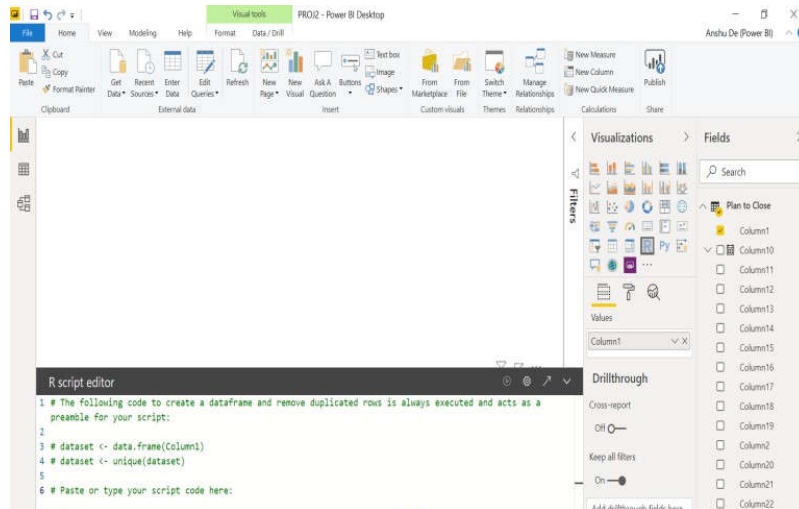 Visual tools
PROJ2 - Power BI Desktop
File Home View Modeling Help Format Data / Drill
Anshu De (Power BI)
Paste
Cut
Copy
Format Painter
Clipboard
Get Data
Recent Sources
Enter Data
Edit Queries
External data
Refresh
New Page
New Visual
Ask A Question
Buttons
Text box
Image
Shapes
Insert
From Marketplace
From File
Custom visuals
Switch Theme
Themes
Manage Relationships
Relationships
New Measure
New Column
New Quick Measure
Calculations
Publish
Share
Filters
Visualizations
R
Py
Values
Column1
Drillthrough
Cross-report
Off
Keep all filters
On
Add drillthrough fields here
Fields
Search
Plan to Close
Column1
Column10
Column11
Column12
Column13
Column14
Column15
Column16
Column17
Column18
Column19
Column2
Column20
Column21
Column22
R script editor
1 # The following code to create a dataframe and remove duplicated rows is always executed and acts as a
preamble for your script:
2
3 # dataset <- data.frame(Column1)
4 # dataset <- unique(dataset)
5
6 # Paste or type your script code here: